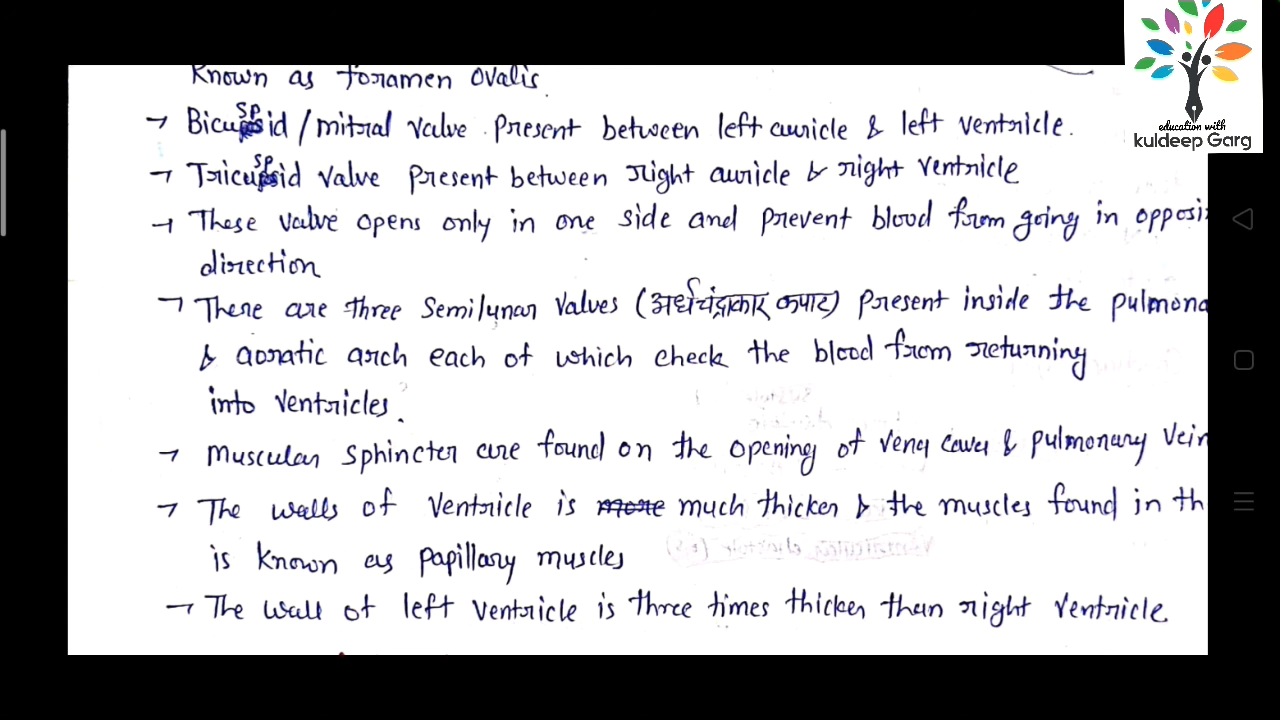 Known as foramen ovalis.
→ Bicuspid / mitral valve present between left auricle & left ventricle.
→ Tricuspid valve present between right auricle & right ventricle
→ These valve opens only in one side and prevent blood from going in opposi
direction
→ There are three Semilunar valves (अर्धचंद्राकार कपाट) present inside the pulmona
& aoratic arch each of which check the blood from returning
into ventricles.
→ Muscular Sphincter are found on the opening of vena cava & pulmonary vein
→ The walls of ventricle is more much thicker & the muscles found in th
is known as papillary muscles
→ The wall of left ventricle is three times thicker than right ventricle
education with
kuldeep Garg